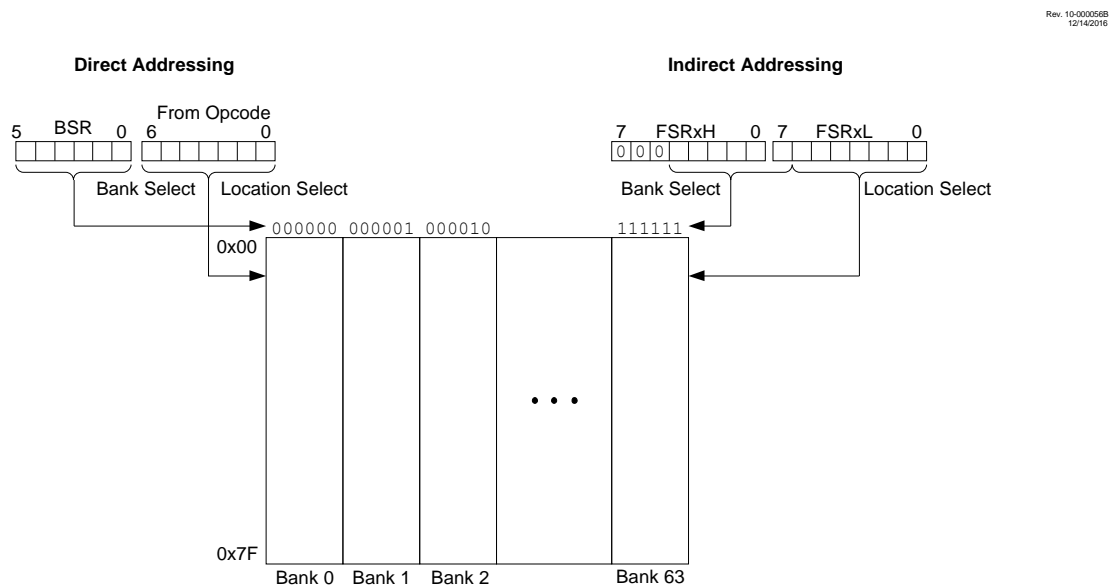 Rev. 10-000056B
12/14/2016
Direct Addressing
Indirect Addressing
From Opcode
5 BSR 0 6 0
7 FSRxH 0 7 FSRxL 0
0 0 0
Bank Select Location Select
Bank Select Location Select
000000 000001 000010 111111
0x00
0x7F
Bank 0 Bank 1 Bank 2 Bank 63